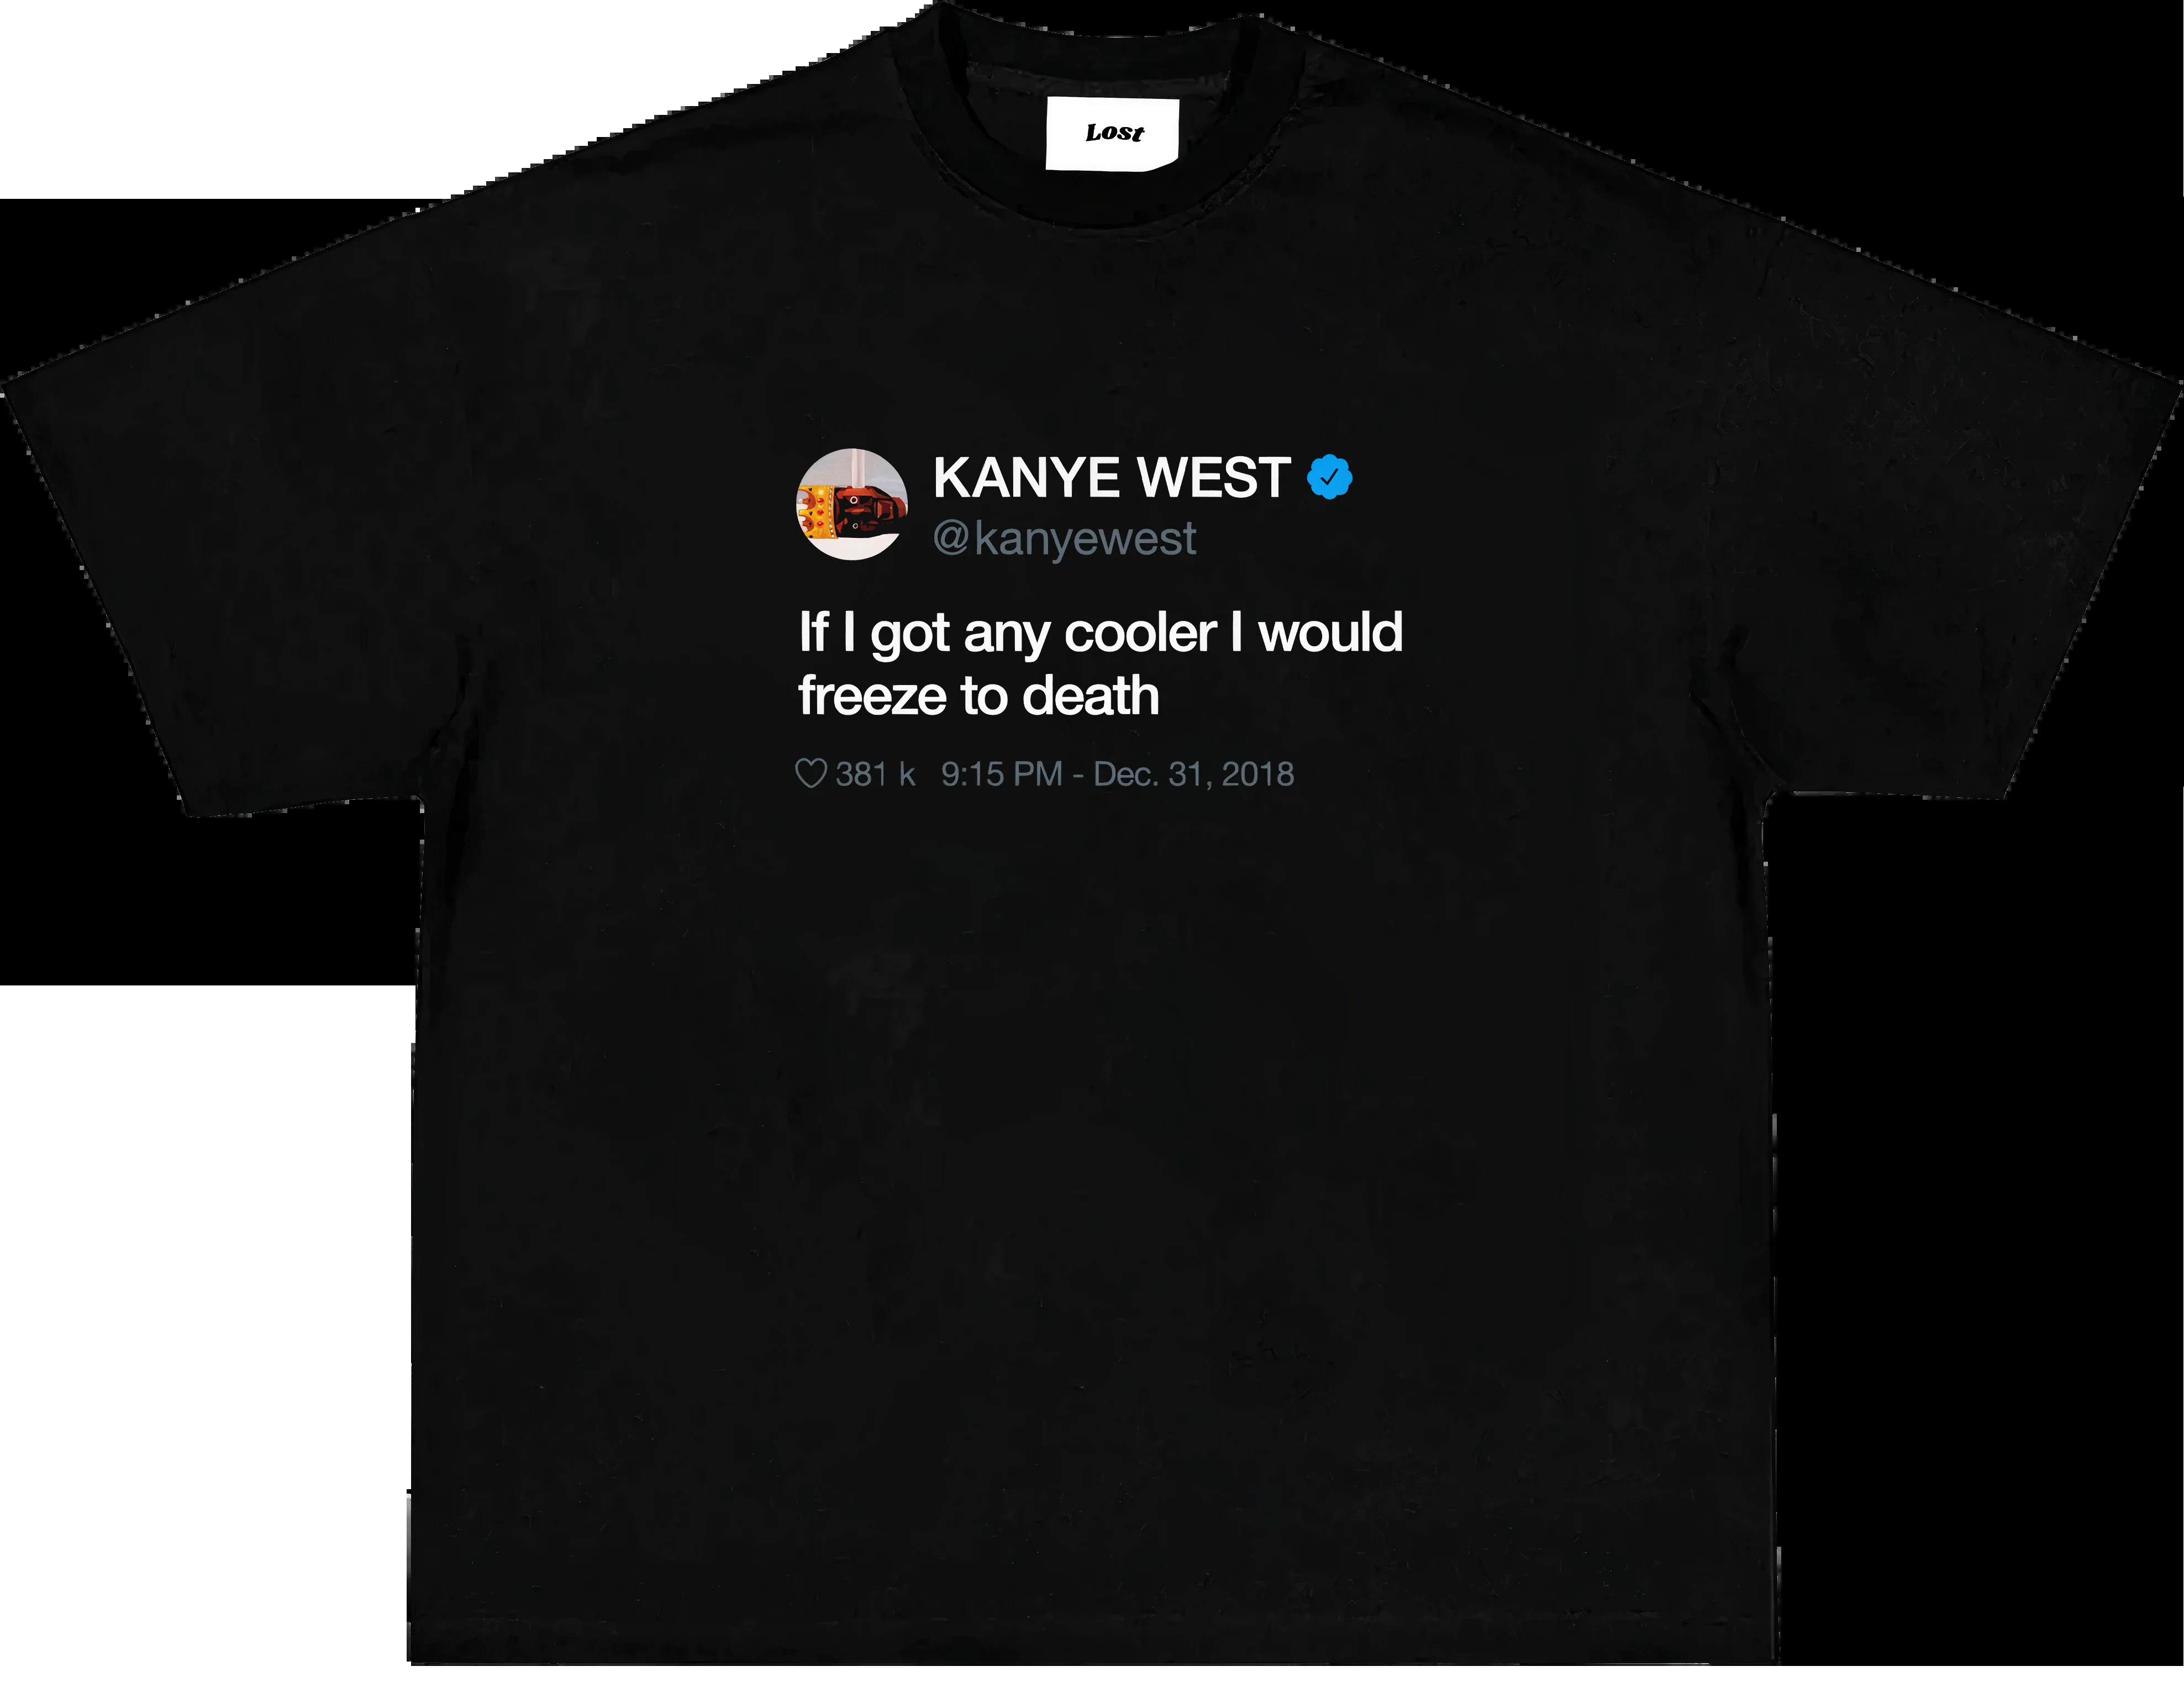 Lost
KANYE WEST
@kanyewest
If I got any cooler I would
freeze to death
381 k 9:15 PM - Dec. 31, 2018